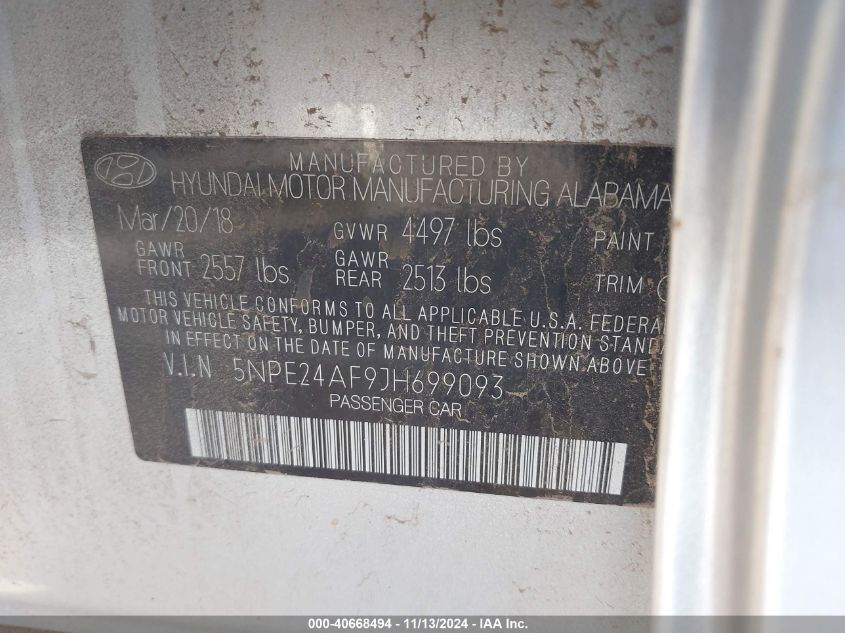 MANUFACTURED BY
HYUNDAI MOTOR MANUFACTURING ALABAMA
Mar/20/18 GVWR 4497 lbs PAINT
GAWR FRONT 2557 lbs GAWR REAR 2513 lbs TRIM
THIS VEHICLE CONFORMS TO ALL APPLICABLE U.S.A. FEDERA
MOTOR VEHICLE SAFETY, BUMPER, AND THEFT PREVENTION STAND
IN EFFECT ON THE DATE OF MANUFACTURE SHOWN ABOVE
V.I.N 5NPE24AF9JH699093
PASSENGER CAR
000-40668494 - 11/13/2024 - IAA Inc.